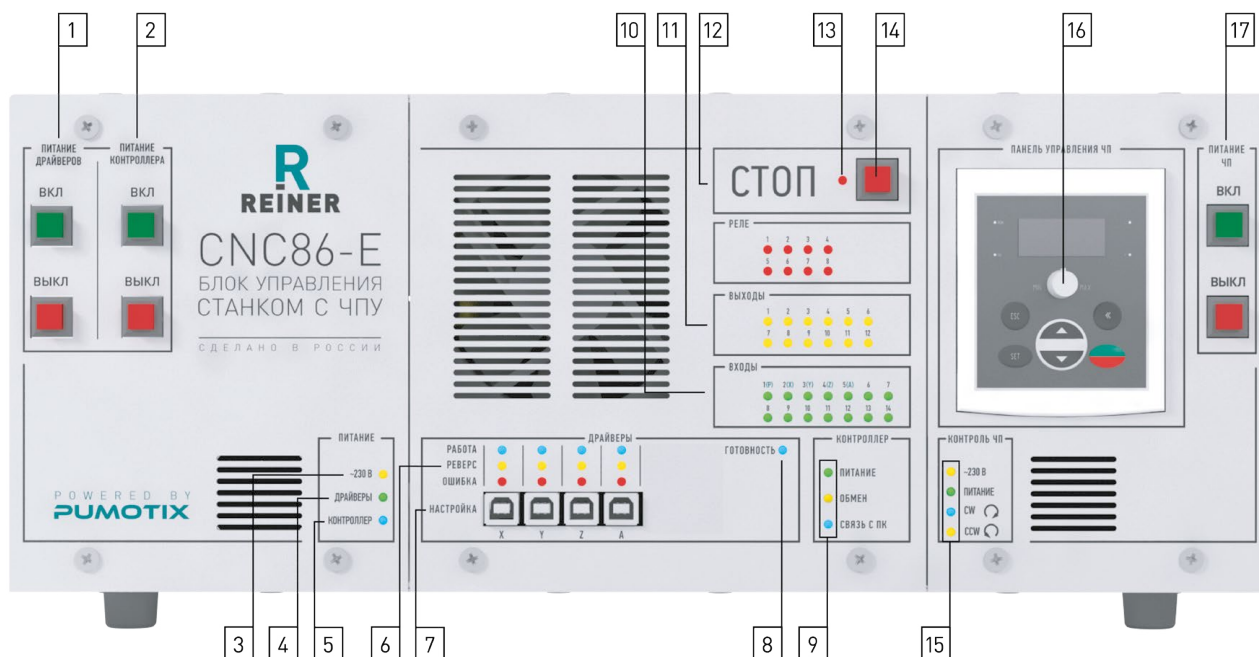 1
2
10
11
12
13
14
16
17
ПИТАНИЕ
ДРАЙВЕРОВ
ПИТАНИЕ
КОНТРОЛЛЕРА
ВКЛ
ВКЛ
ВЫКЛ
ВЫКЛ
R
REINER
CNC86-E
БЛОК УПРАВЛЕНИЯ
СТАНКОМ С ЧПУ
СДЕЛАНО В РОССИИ
СТОП
РЕЛЕ
1 2 3 4
5 6 7 8
ВЫХОДЫ
1 2 3 4 5 6
7 8 9 10 11 12
ВХОДЫ
1(P) 2(X) 3(Y) 4(Z) 5(A) 6 7
8 9 10 11 12 13 14
ПАНЕЛЬ УПРАВЛЕНИЯ ЧП
ESC
SET
ПИТАНИЕ
ЧП
ВКЛ
ВЫКЛ
POWERED BY
PUMOTIX
ПИТАНИЕ
~230 В
ДРАЙВЕРЫ
КОНТРОЛЛЕР
ДРАЙВЕРЫ
РАБОТА
РЕВЕРС
ОШИБКА
НАСТРОЙКА
X Y Z A
ГОТОВНОСТЬ
КОНТРОЛЛЕР
ПИТАНИЕ
ОБМЕН
СВЯЗЬ С ПК
КОНТРОЛЬ ЧП
~230 В
ПИТАНИЕ
CW
CCW
3
4
5
6
7
8
9
15